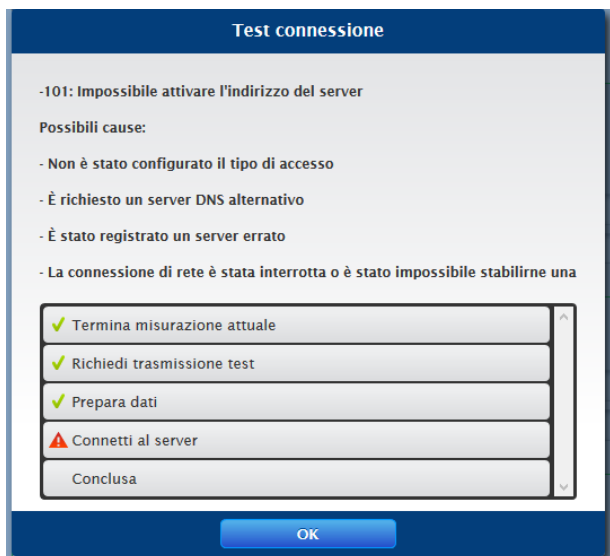 Test connessione
-101: Impossibile attivare l'indirizzo del server
Possibili cause:
- Non è stato configurato il tipo di accesso
- È richiesto un server DNS alternativo
- È stato registrato un server errato
- La connessione di rete è stata interrotta o è stato impossibile stabilirne una
Termina misurazione attuale
Richiedi trasmissione test
Prepara dati
Connetti al server
Conclusa
OK